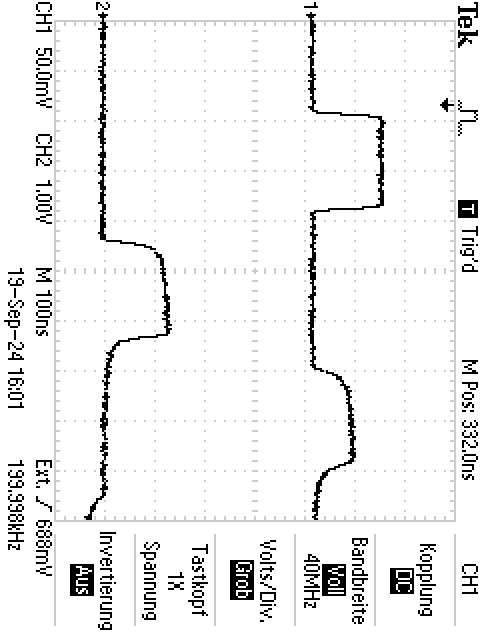 Tek
T Trig'd
M Pos: 332.0ns
CH1
Kopplung
DC
Bandbreite
Voll
40MHz
Volts/Div.
Grob
Tastkopf
1X
Spannung
Invertierung
Aus
1
2
CH1 50.0mV CH2 1.00V M 100ns Ext / 688mV
19-Sep-24 16:01 199.998kHz